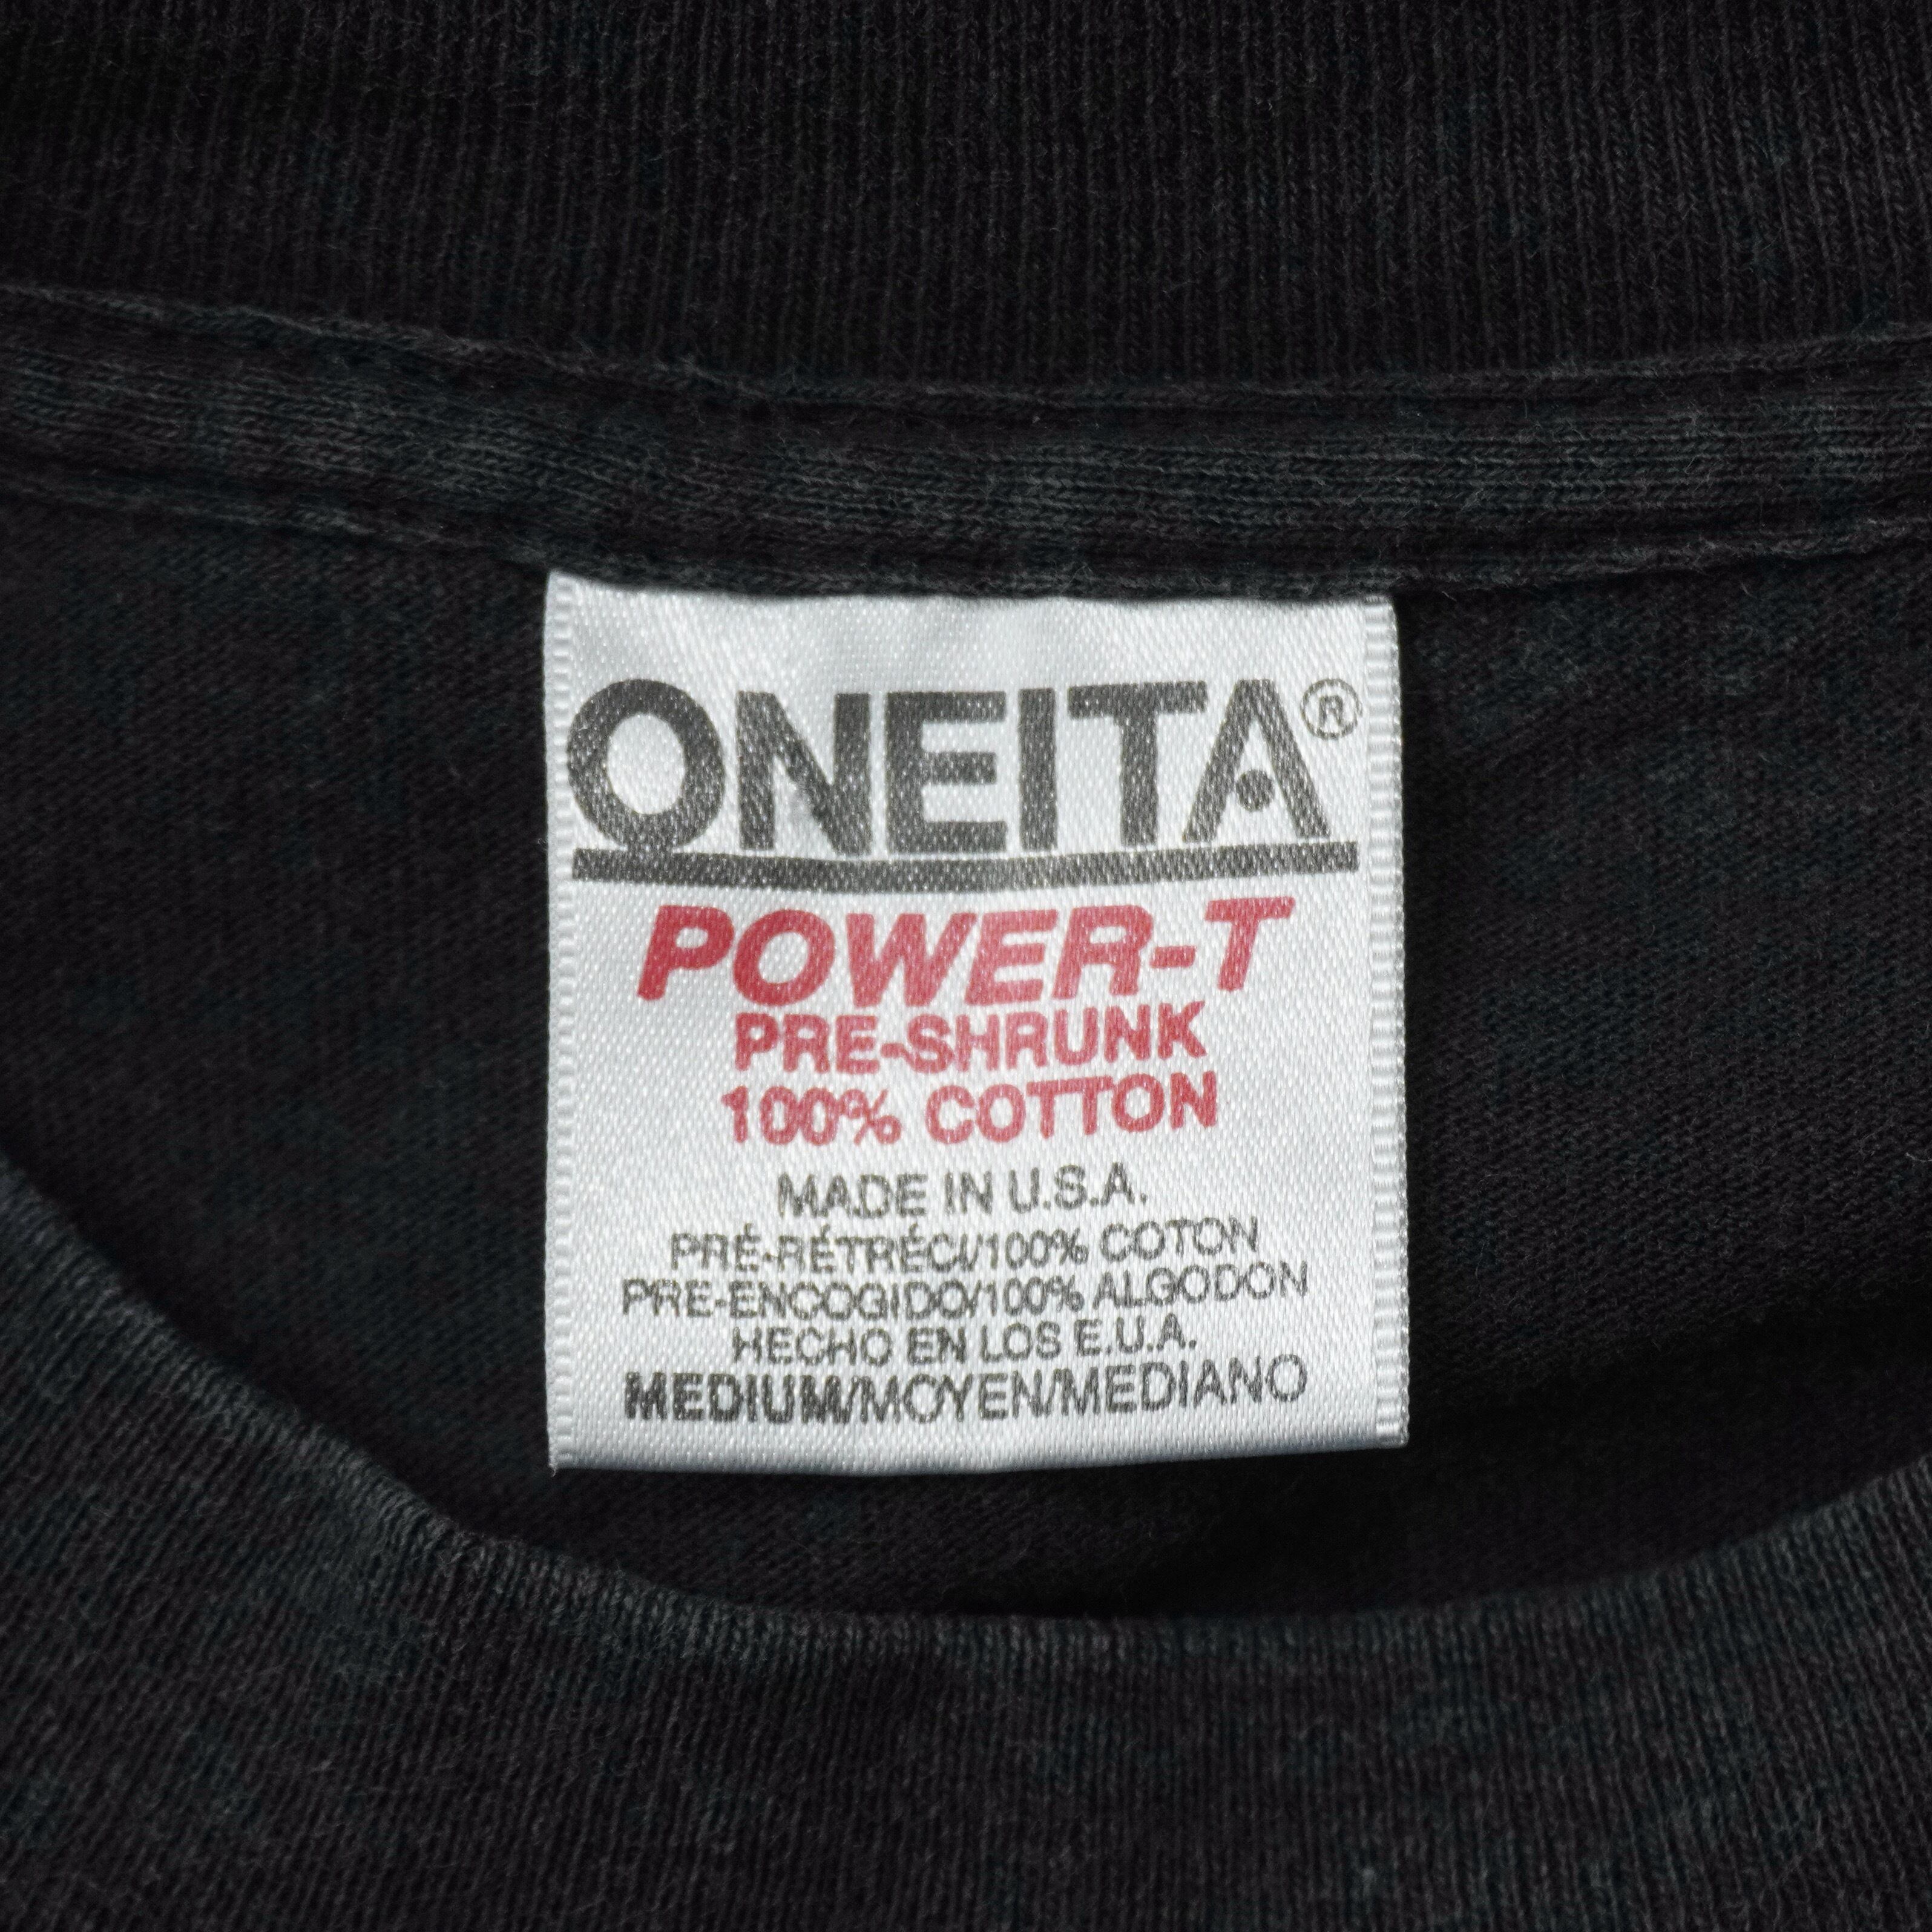 ONEITA®
POWER-T
PRE-SHRUNK
100% COTTON
MADE IN U.S.A.
PRÉ-RÉTRÉCI/100% COTON
PRE-ENCOGIDO/100% ALGODON
HECHO EN LOS E.U.A.
MEDIUM/MOYEN/MEDIANO